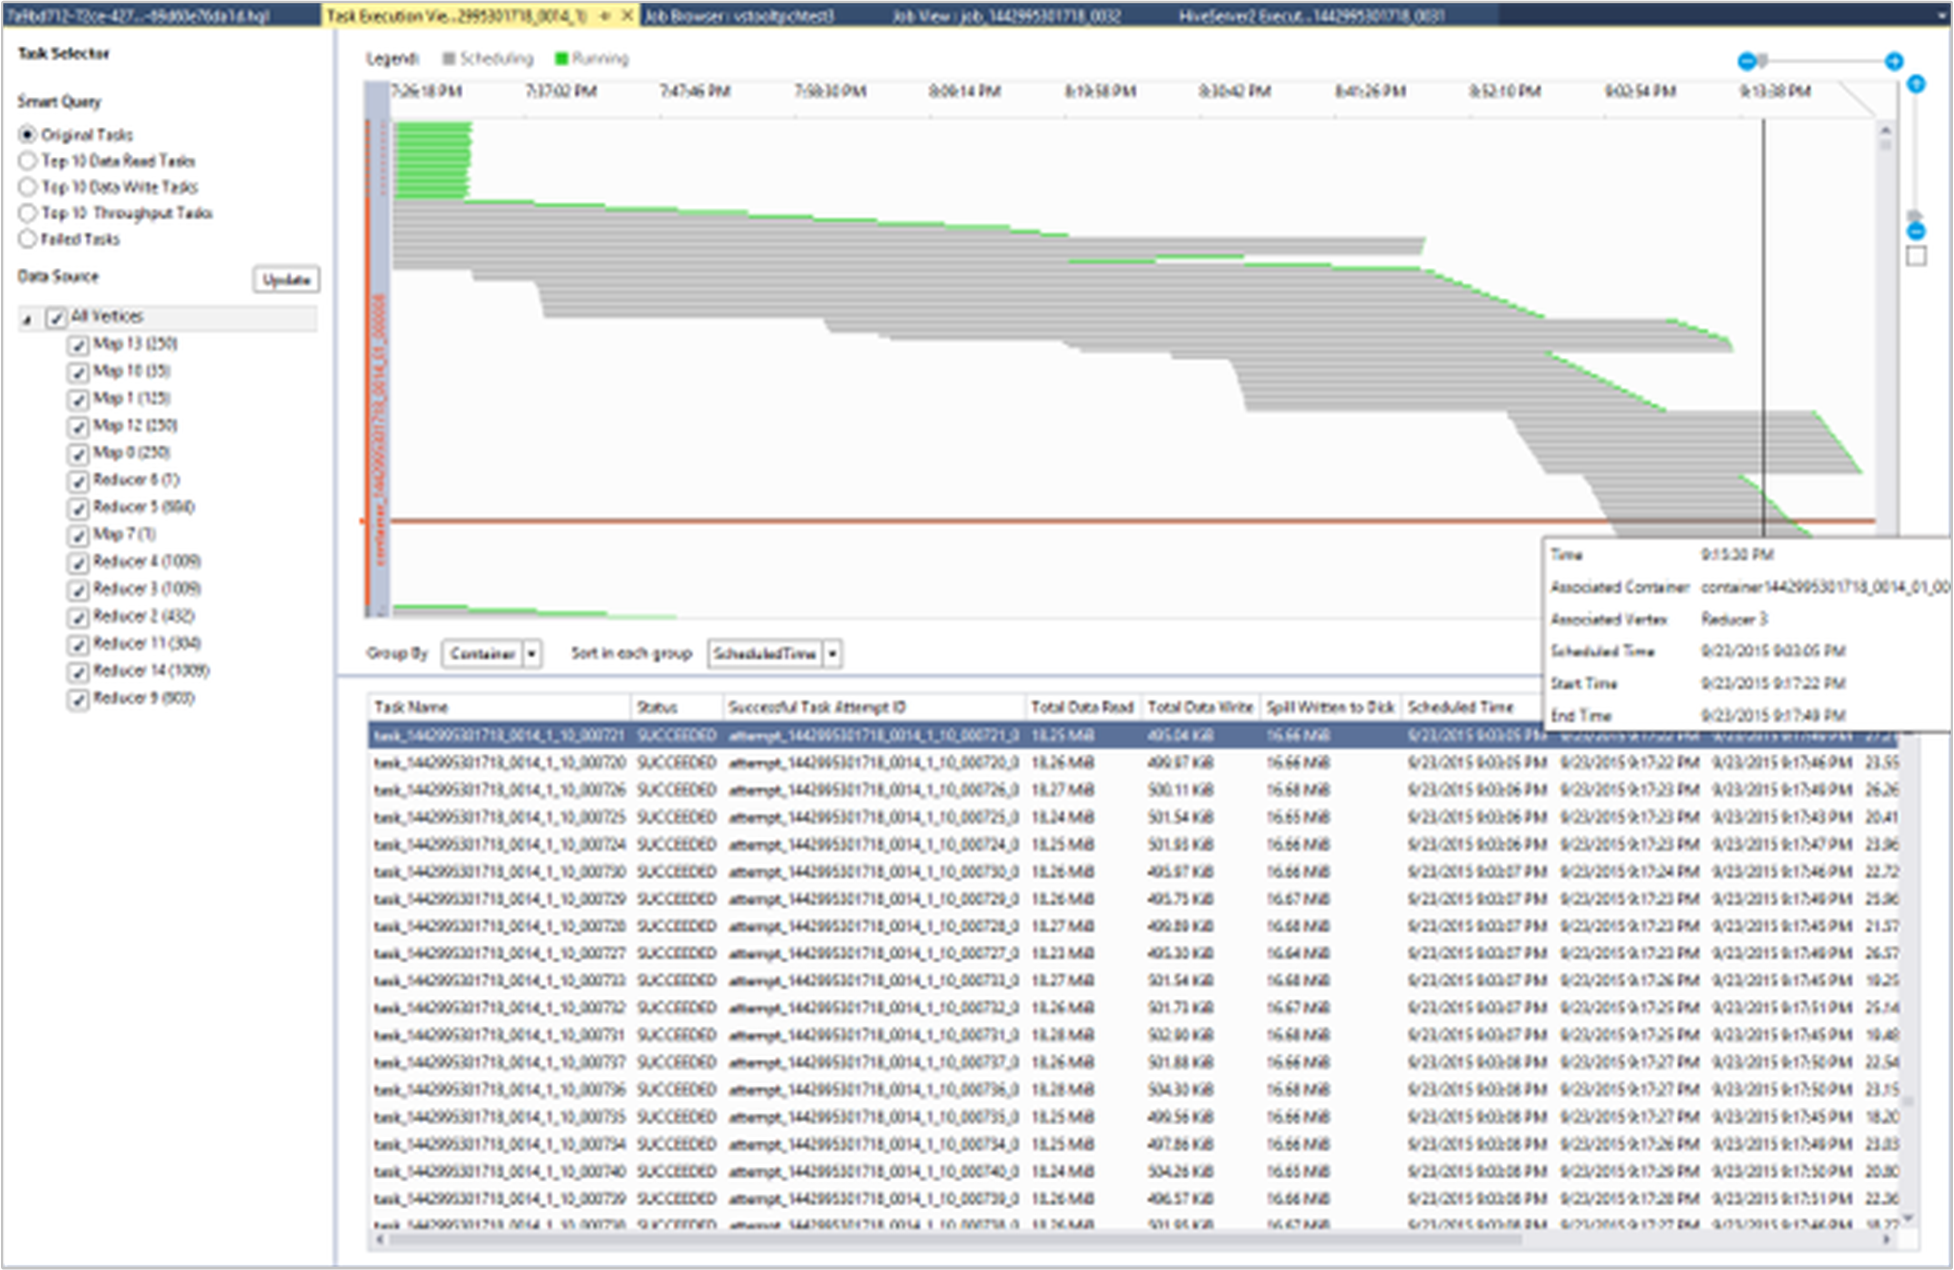 Task Execution Vie...2995301718_0014_1)
Job Browser: vstooltpchtest3
Job View : job_1442995301718_0032
HiveServer2 Execut...1442995301718_0031
Task Selector
Smart Query
Original Tasks
Top 10 Data Read Tasks
Top 10 Data Write Tasks
Top 10 Throughput Tasks
Failed Tasks
Data Source
Update
All Vertices
Map 13 (250)
Map 10 (35)
Map 1 (125)
Map 12 (250)
Map 8 (250)
Reducer 6 (1)
Reducer 5
Map 7 (1)
Reducer 4 (1009)
Reducer 3 (1009)
Reducer 2 (432)
Reducer 11 (304)
Reducer 14 (1009)
Reducer 9
Legend: Scheduling Running
7:26:18 PM 7:37:02 PM 7:47:46 PM 7:58:30 PM 8:09:14 PM 8:19:58 PM 8:30:42 PM 8:41:26 PM 8:52:10 PM 9:02:54 PM 9:13:38 PM
Time 9:15:30 PM
Associated Container container1442995301718_0014_01_00
Associated Vertex Reducer 3
Scheduled Time 9/23/2015 9:03:05 PM
Start Time 9/23/2015 9:17:22 PM
End Time 9/23/2015 9:17:49 PM
Group By Container Sort in each group ScheduledTime
Task Name Status Successful Task Attempt ID Total Data Read Total Data Write Spill Written to Disk Scheduled Time
task_1442995301718_0014_1_10_000721 SUCCEEDED attempt_1442995301718_0014_1_10_000721_0 18.25 MiB 495.04 KiB 16.66 MiB 9/23/2015 9:03:05 PM
task_1442995301718_0014_1_10_000720 SUCCEEDED attempt_1442995301718_0014_1_10_000720_0 18.26 MiB 499.97 KiB 16.66 MiB 9/23/2015 9:03:05 PM 9/23/2015 9:17:22 PM 9/23/2015 9:17:46 PM 23.55
task_1442995301718_0014_1_10_000726 SUCCEEDED attempt_1442995301718_0014_1_10_000726_0 18.27 MiB 500.11 KiB 16.68 MiB 9/23/2015 9:03:06 PM 9/23/2015 9:17:23 PM 9/23/2015 9:17:49 PM 26.26
task_1442995301718_0014_1_10_000725 SUCCEEDED attempt_1442995301718_0014_1_10_000725_0 18.24 MiB 501.54 KiB 16.65 MiB 9/23/2015 9:03:06 PM 9/23/2015 9:17:23 PM 9/23/2015 9:17:43 PM 20.41
task_1442995301718_0014_1_10_000724 SUCCEEDED attempt_1442995301718_0014_1_10_000724_0 18.25 MiB 501.93 KiB 16.66 MiB 9/23/2015 9:03:06 PM 9/23/2015 9:17:23 PM 9/23/2015 9:17:47 PM 23.96
task_1442995301718_0014_1_10_000730 SUCCEEDED attempt_1442995301718_0014_1_10_000730_0 18.26 MiB 495.97 KiB 16.66 MiB 9/23/2015 9:03:07 PM 9/23/2015 9:17:24 PM 9/23/2015 9:17:46 PM 22.72
task_1442995301718_0014_1_10_000729 SUCCEEDED attempt_1442995301718_0014_1_10_000729_0 18.26 MiB 495.75 KiB 16.67 MiB 9/23/2015 9:03:07 PM 9/23/2015 9:17:23 PM 9/23/2015 9:17:49 PM 25.96
task_1442995301718_0014_1_10_000728 SUCCEEDED attempt_1442995301718_0014_1_10_000728_0 18.27 MiB 499.89 KiB 16.68 MiB 9/23/2015 9:03:07 PM 9/23/2015 9:17:23 PM 9/23/2015 9:17:45 PM 21.57
task_1442995301718_0014_1_10_000727 SUCCEEDED attempt_1442995301718_0014_1_10_000727_0 18.23 MiB 495.30 KiB 16.64 MiB 9/23/2015 9:03:07 PM 9/23/2015 9:17:23 PM 9/23/2015 9:17:49 PM 26.57
task_1442995301718_0014_1_10_000733 SUCCEEDED attempt_1442995301718_0014_1_10_000733_0 18.27 MiB 501.54 KiB 16.68 MiB 9/23/2015 9:03:07 PM 9/23/2015 9:17:26 PM 9/23/2015 9:17:45 PM 19.25
task_1442995301718_0014_1_10_000732 SUCCEEDED attempt_1442995301718_0014_1_10_000732_0 18.26 MiB 501.73 KiB 16.67 MiB 9/23/2015 9:03:07 PM 9/23/2015 9:17:25 PM 9/23/2015 9:17:51 PM 25.14
task_1442995301718_0014_1_10_000731 SUCCEEDED attempt_1442995301718_0014_1_10_000731_0 18.28 MiB 502.90 KiB 16.68 MiB 9/23/2015 9:03:07 PM 9/23/2015 9:17:25 PM 9/23/2015 9:17:45 PM 19.48
task_1442995301718_0014_1_10_000737 SUCCEEDED attempt_1442995301718_0014_1_10_000737_0 18.26 MiB 501.88 KiB 16.66 MiB 9/23/2015 9:03:08 PM 9/23/2015 9:17:27 PM 9/23/2015 9:17:50 PM 22.54
task_1442995301718_0014_1_10_000736 SUCCEEDED attempt_1442995301718_0014_1_10_000736_0 18.28 MiB 504.30 KiB 16.68 MiB 9/23/2015 9:03:08 PM 9/23/2015 9:17:27 PM 9/23/2015 9:17:50 PM 23.15
task_1442995301718_0014_1_10_000735 SUCCEEDED attempt_1442995301718_0014_1_10_000735_0 18.25 MiB 499.56 KiB 16.66 MiB 9/23/2015 9:03:08 PM 9/23/2015 9:17:27 PM 9/23/2015 9:17:45 PM 18.20
task_1442995301718_0014_1_10_000734 SUCCEEDED attempt_1442995301718_0014_1_10_000734_0 18.25 MiB 497.86 KiB 16.66 MiB 9/23/2015 9:03:08 PM 9/23/2015 9:17:26 PM 9/23/2015 9:17:49 PM 23.03
task_1442995301718_0014_1_10_000740 SUCCEEDED attempt_1442995301718_0014_1_10_000740_0 18.24 MiB 504.26 KiB 16.65 MiB 9/23/2015 9:03:08 PM 9/23/2015 9:17:29 PM 9/23/2015 9:17:50 PM 20.80
task_1442995301718_0014_1_10_000739 SUCCEEDED attempt_1442995301718_0014_1_10_000739_0 18.26 MiB 496.57 KiB 16.66 MiB 9/23/2015 9:03:08 PM 9/23/2015 9:17:28 PM 9/23/2015 9:17:51 PM 22.36
task_1442995301718_0014_1_10_000738 SUCCEEDED attempt_1442995301718_0014_1_10_000738_0 18.26 MiB 501.95 KiB 16.67 MiB 9/23/2015 9:03:08 PM 9/23/2015 9:17:27 PM 9/23/2015 9:17:46 PM